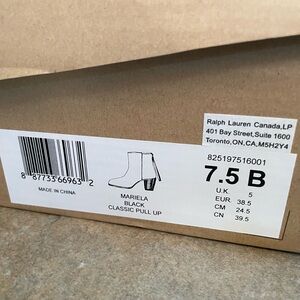 Ralph Lauren Canada,LP
401 Bay Street,Suite 1600
Toronto,ON,CA,M5H2Y4
825197516001
7.5 B
U.K. 5
EUR. 38.5
CM 24.5
CN 39.5
8 87733 66963 2
MADE IN CHINA
MARIELA
BLACK
CLASSIC PULL UP